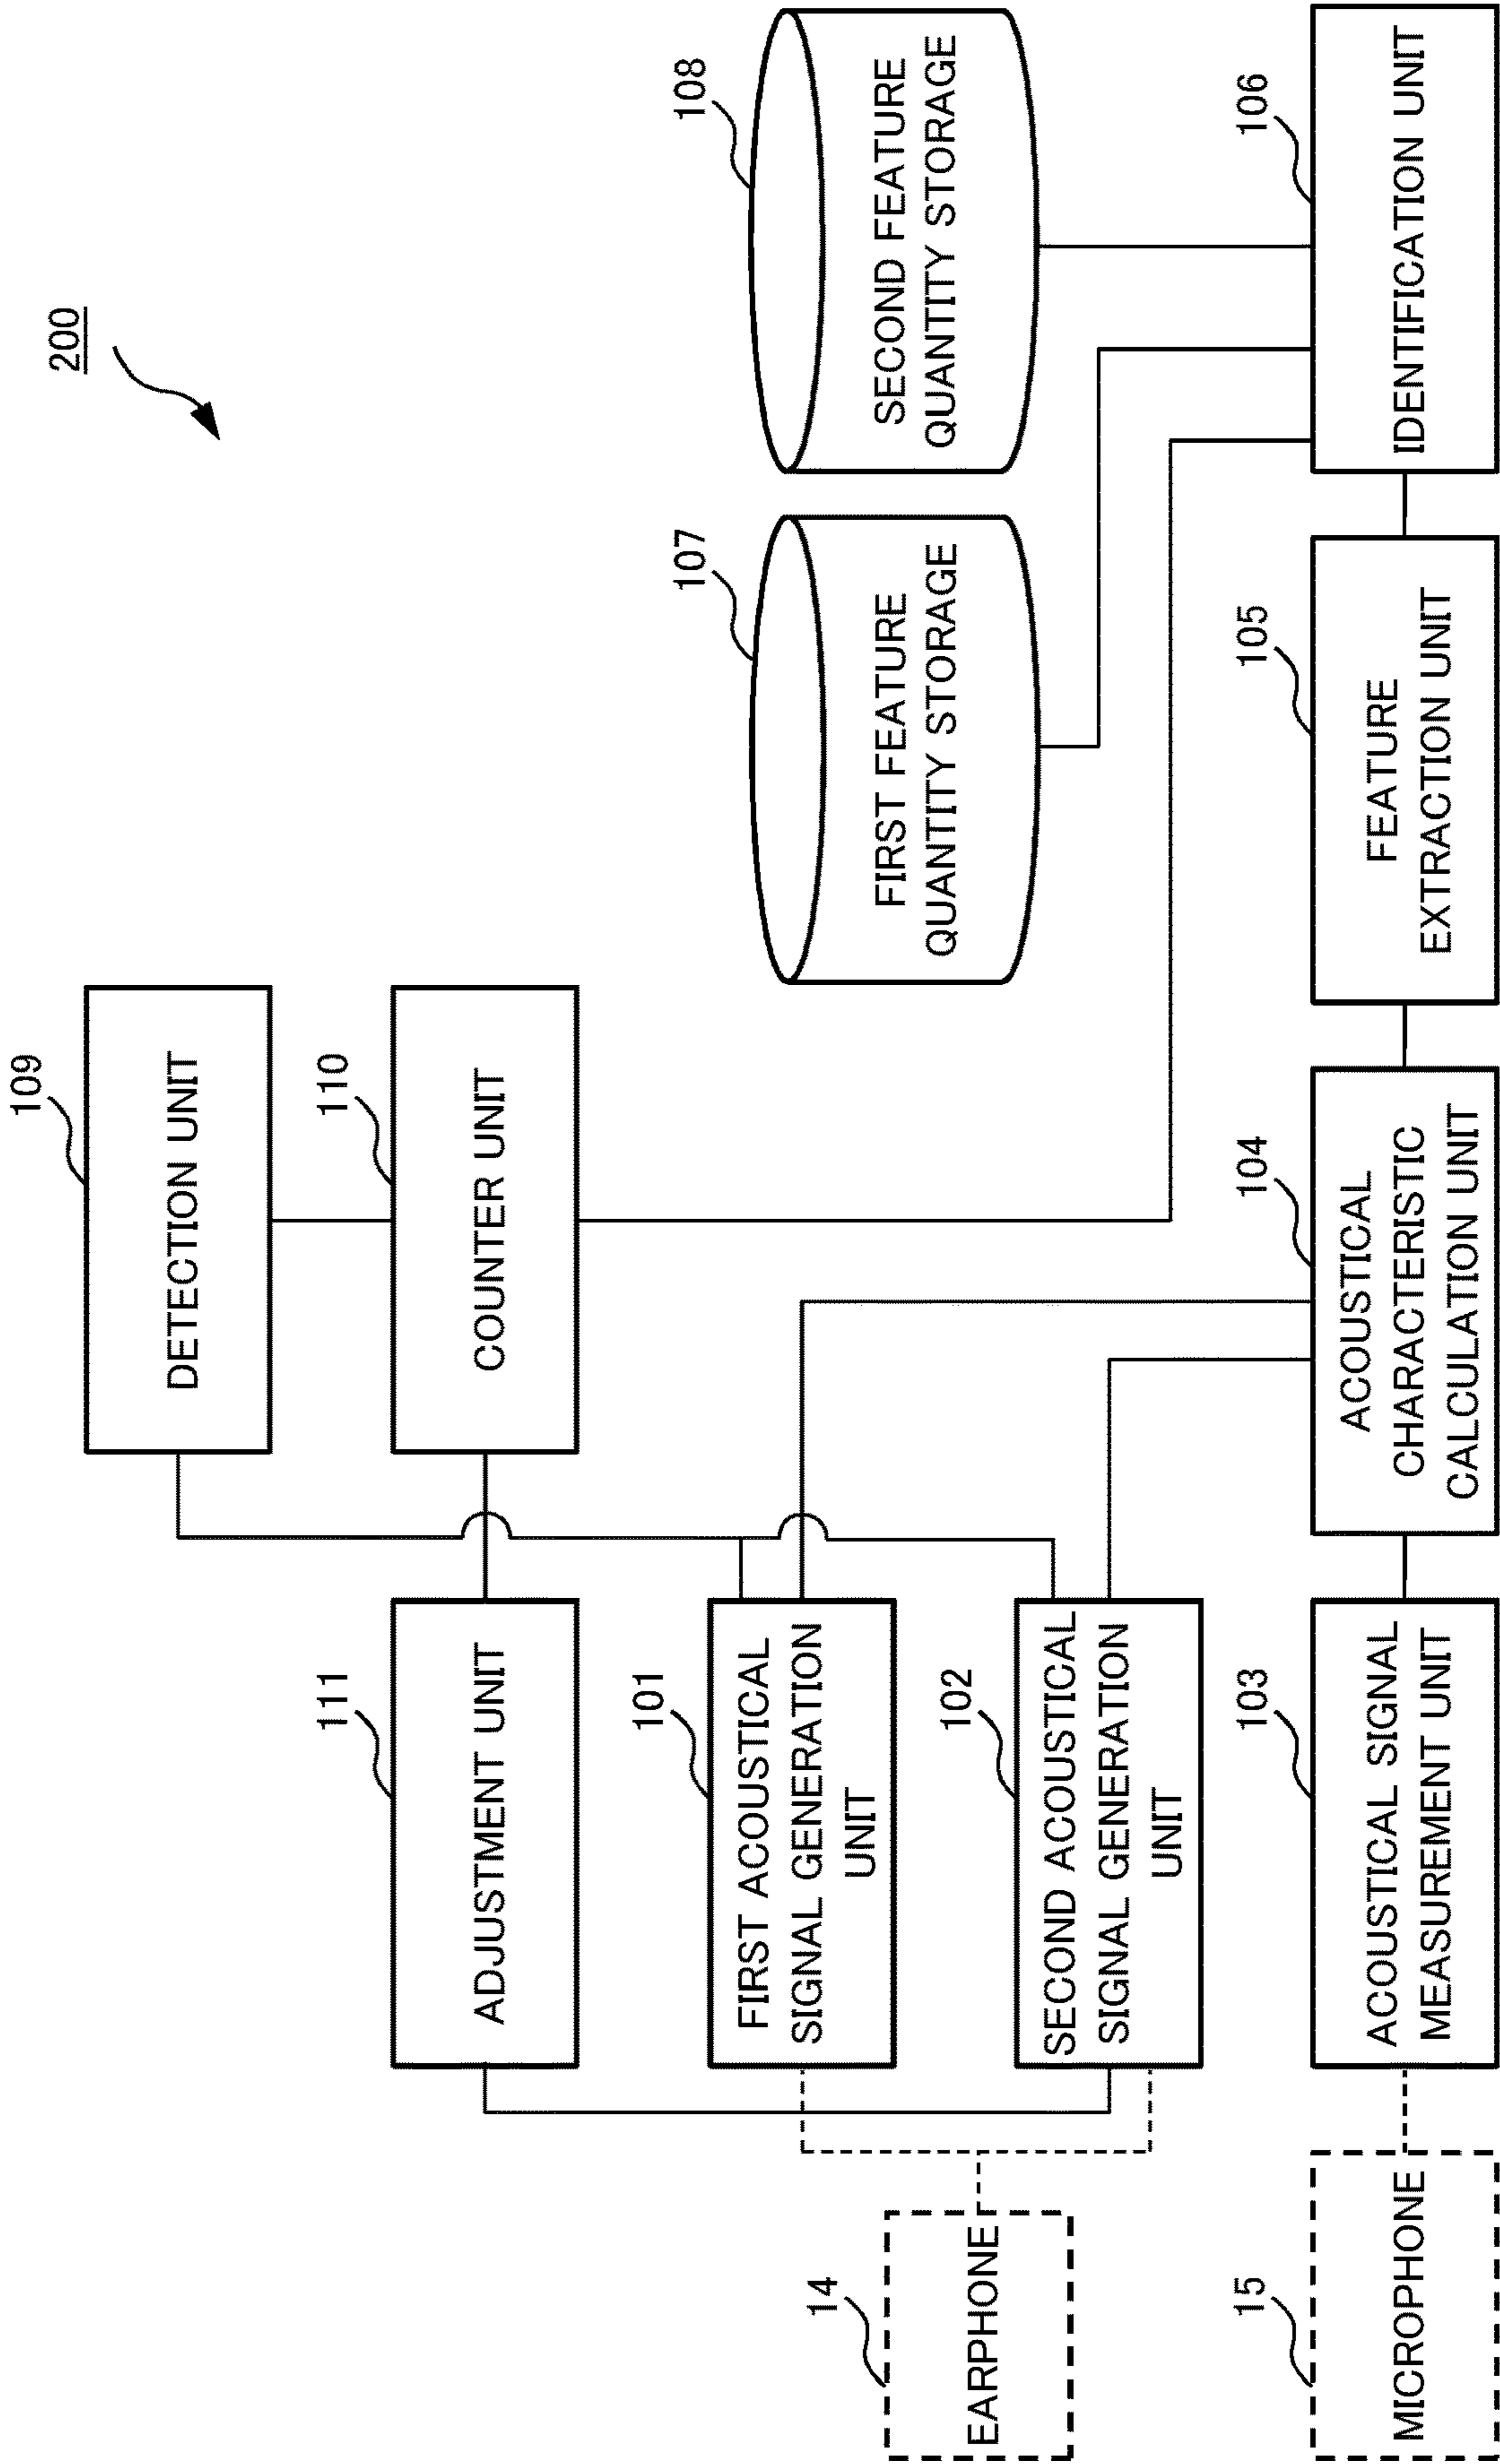 200
109
DETECTION UNIT
111
ADJUSTMENT UNIT
110
COUNTER UNIT
14
EARPHONE
101
FIRST ACOUSTICAL
SIGNAL GENERATION
UNIT
107
FIRST FEATURE
QUANTITY STORAGE
108
SECOND FEATURE
QUANTITY STORAGE
102
SECOND ACOUSTICAL
SIGNAL GENERATION
UNIT
15
MICROPHONE
103
ACOUSTICAL SIGNAL
MEASUREMENT UNIT
104
ACOUSTICAL
CHARACTERISTIC
CALCULATION UNIT
105
FEATURE
EXTRACTION UNIT
106
IDENTIFICATION UNIT